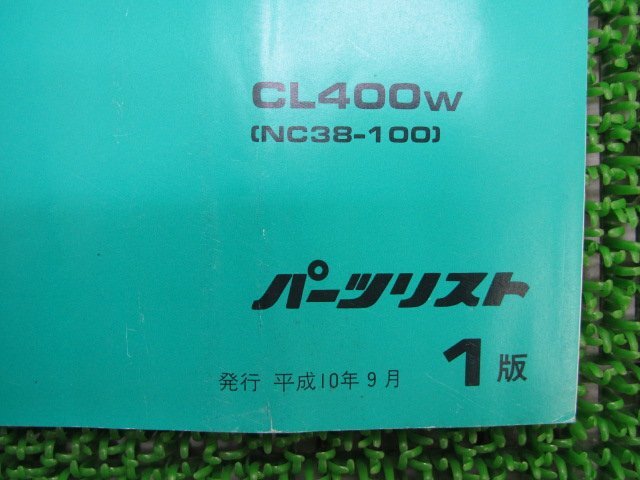 CL400W
(NC38-100)
パーツリスト
1版
発行 平成10年9月